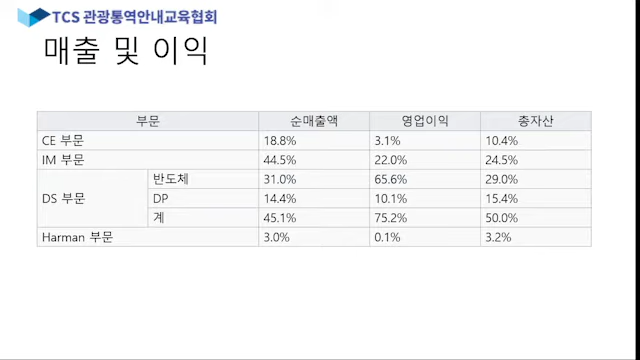 TCS 관광통역안내교육협회
매출 및 이익
부문 순매출액 영업이익 총자산
CE 부문 18.8% 3.1% 10.4%
IM 부문 44.5% 22.0% 24.5%
DS 부문 반도체 31.0% 65.6% 29.0%
DP 14.4% 10.1% 15.4%
계 45.1% 75.2% 50.0%
Harman 부문 3.0% 0.1% 3.2%